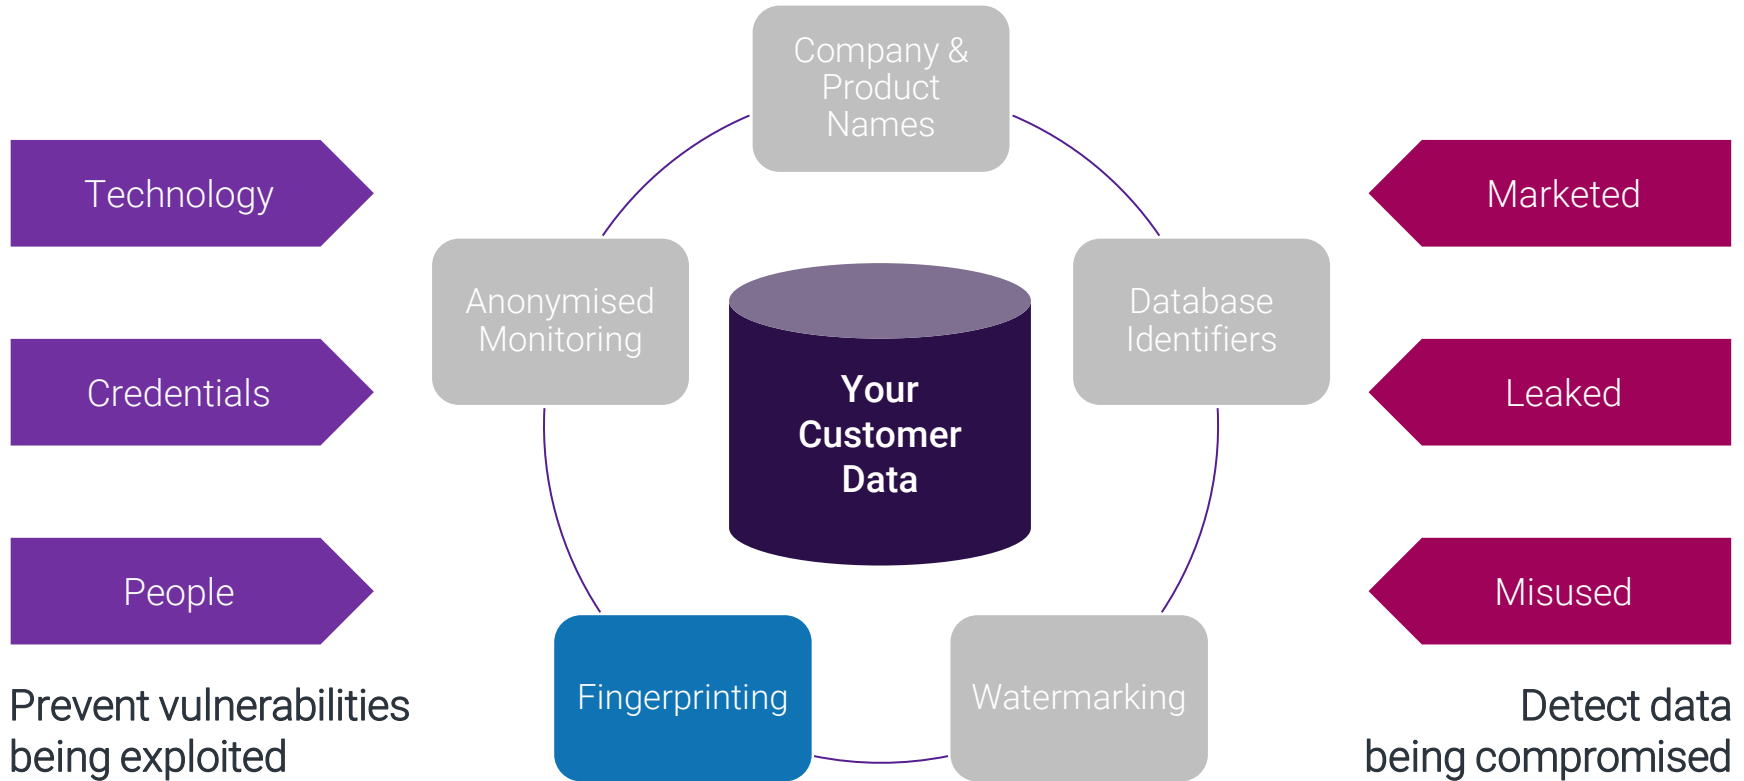 Company &
Product
Names
Technology
Credentials
People
Prevent vulnerabilities
being exploited
Anonymised
Monitoring
Your
Customer
Data
Database
Identifiers
Fingerprinting
Watermarking
Marketed
Leaked
Misused
Detect data
being compromised